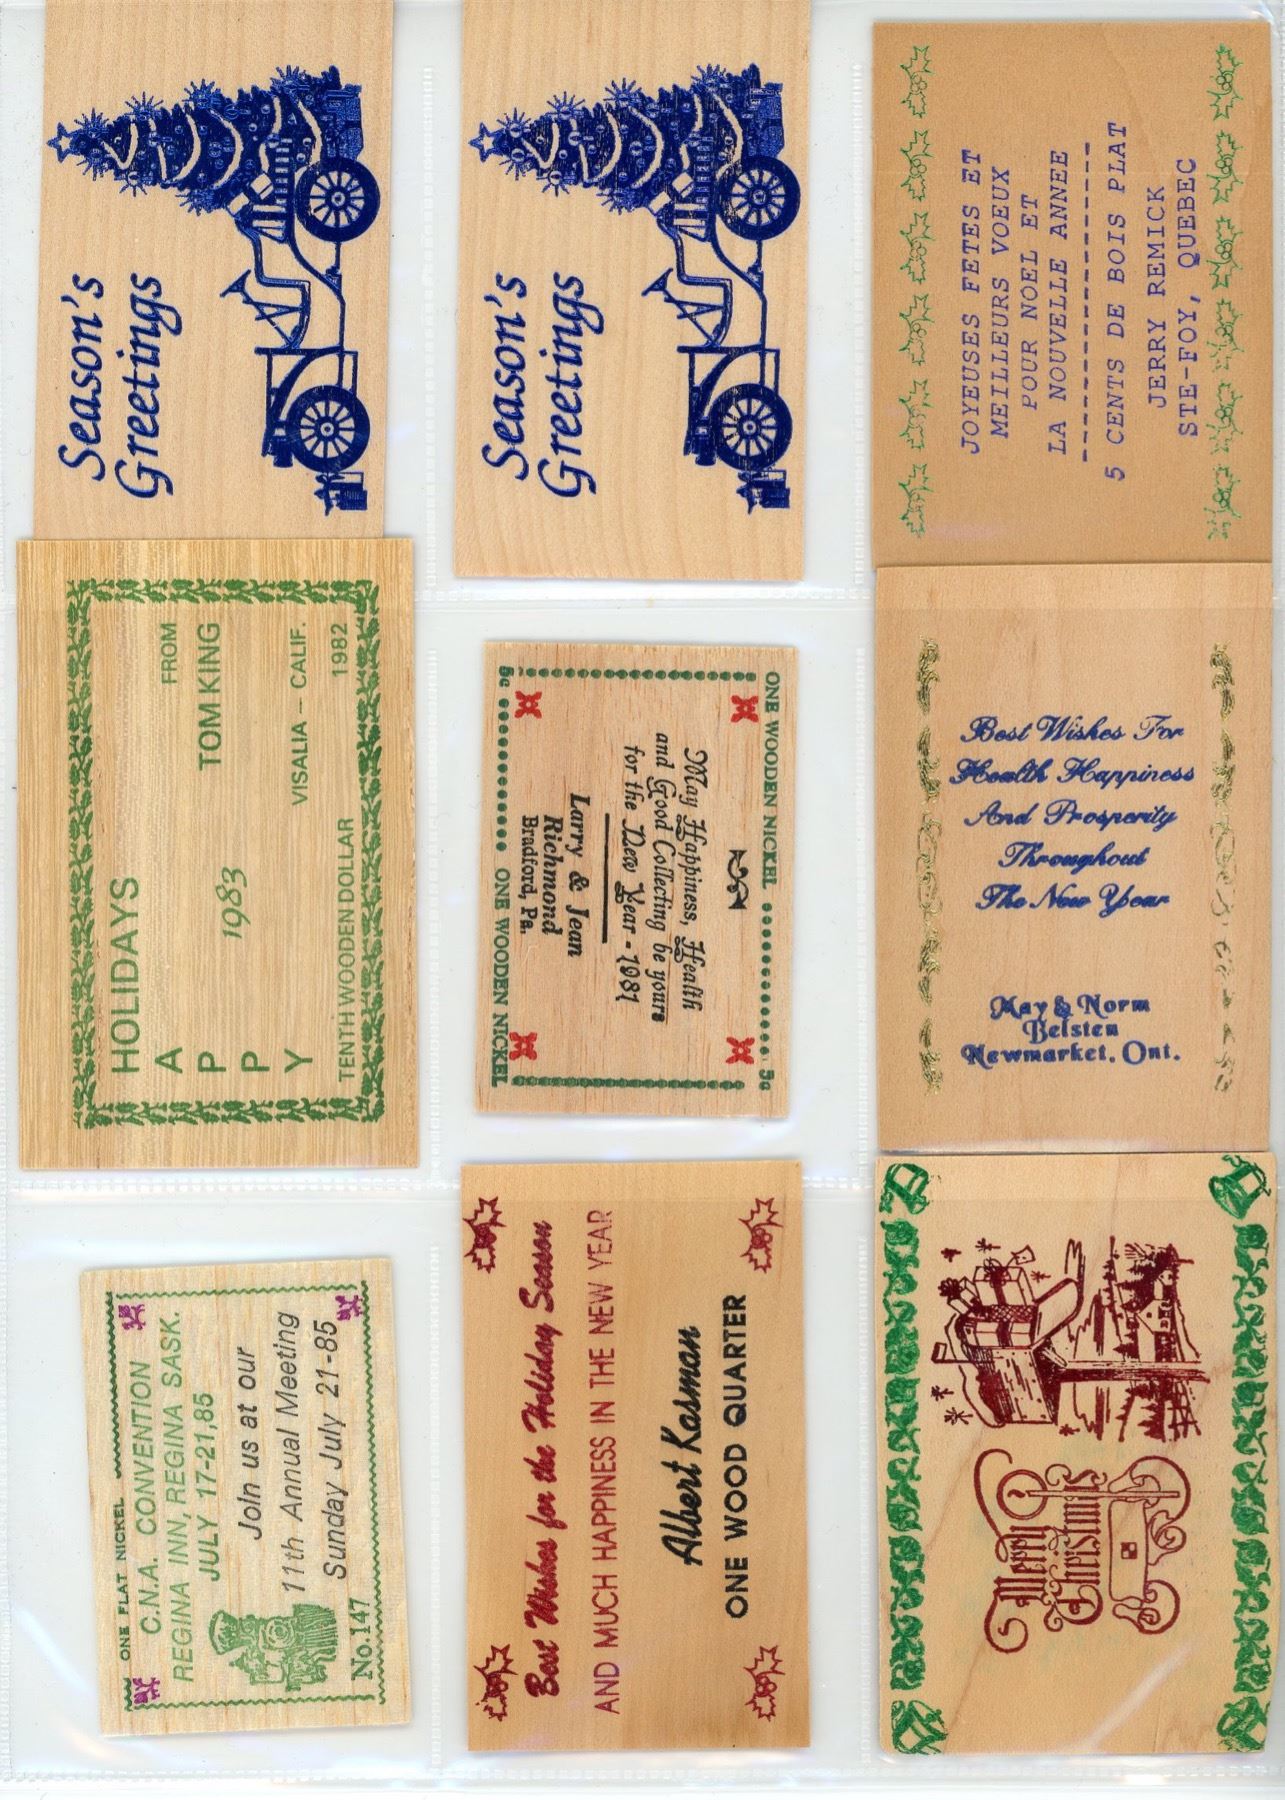 Season's
Greetings
Season's
Greetings
JOYEUSES FETES ET
MEILLEURS VOEUX
POUR NOEL ET
LA NOUVELLE ANNEE
----------------
5 CENTS DE BOIS PLAT
JERRY REMICK
STE-FOY, QUEBEC
HOLIDAYS
A
P
P
Y
FROM
TOM KING
1983
VISALIA – CALIF.
TENTH WOODEN DOLLAR 1982
ONE WOODEN NICKEL 5¢
May Happiness, Health
and Good Collecting be yours
for the New Year - 1981
Larry & Jean
Richmond
Bradford, Pa.
5¢ ONE WOODEN NICKEL
Best Wishes For
Health Happiness
And Prosperity
Throughout
The New Year
May & Norm
Belsten
Newmarket, Ont.
ONE FLAT NICKEL
C.N.A. CONVENTION
REGINA INN, REGINA SASK.
JULY 17-21,85
Join us at our
11th Annual Meeting
Sunday July 21-85
No.147
Best Wishes for the Holiday Season
AND MUCH HAPPINESS IN THE NEW YEAR
Albert Kasman
ONE WOOD QUARTER
Merry
Christmas